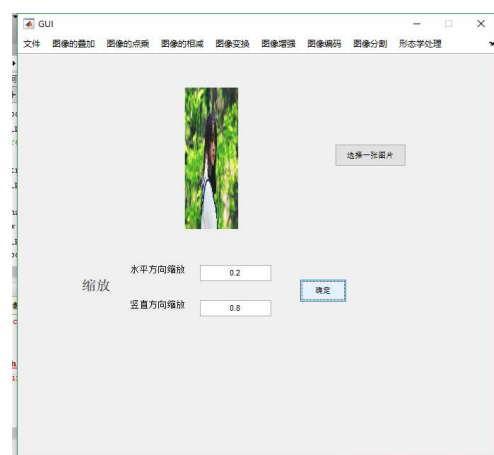 GUI
文件 图像的叠加 图像的点乘 图像的相减 图像变换 图像增强 图像编码 图像分割 形态学处理
选择一张图片
水平方向缩放 0.2
缩放 确定
竖直方向缩放 0.8